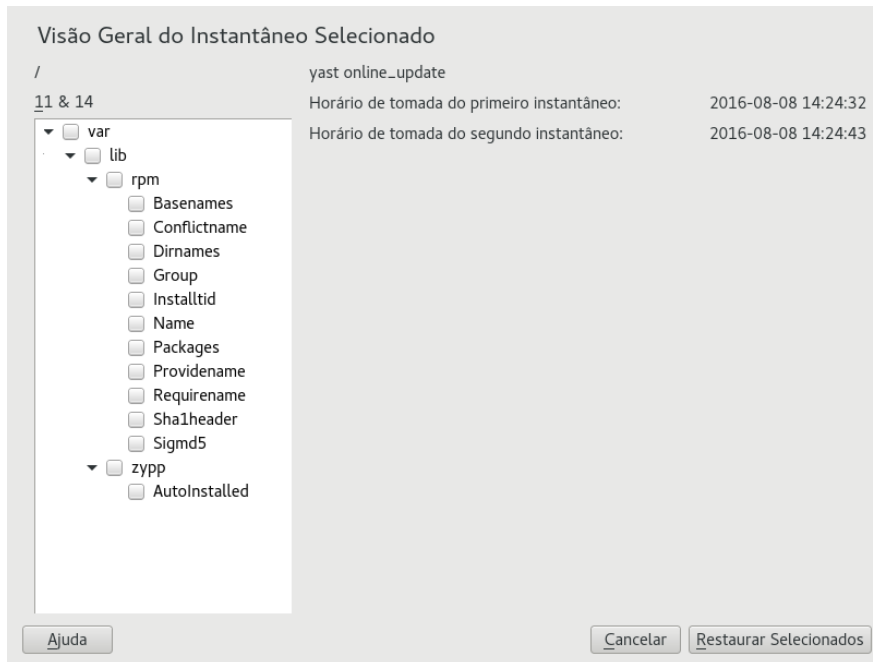 Visão Geral do Instantâneo Selecionado
/
yast online_update
11 & 14
Horário de tomada do primeiro instantâneo: 2016-08-08 14:24:32
Horário de tomada do segundo instantâneo: 2016-08-08 14:24:43
var
lib
rpm
Basenames
Conflictname
Dirnames
Group
Installtid
Name
Packages
Providename
Requirename
Sha1header
Sigmd5
zypp
AutoInstalled
Ajuda
Cancelar
Restaurar Selecionados